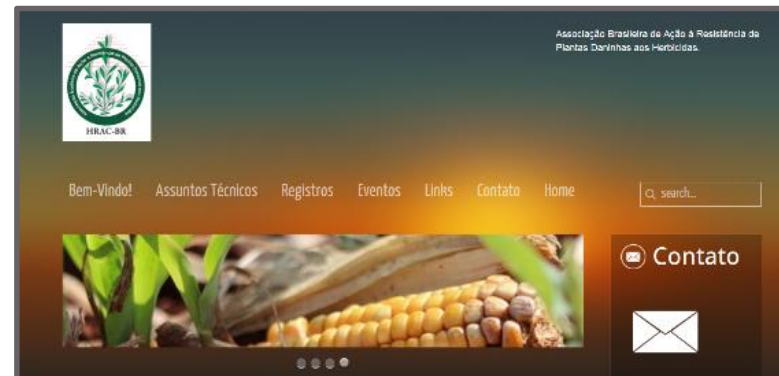 Associação Brasileira de Ação à Resistência de
Plantas Daninhas aos Herbicidas.
HRAC-BR
Bem-Vindo! Assuntos Técnicos Registros Eventos Links Contato Home
search...
Contato